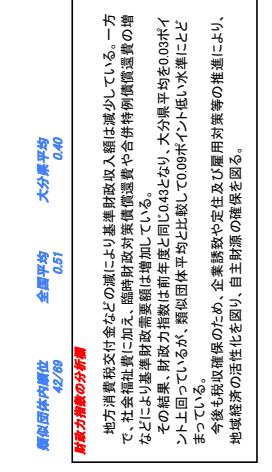 類似団体内順位 全国平均 大分県平均
42/69 0.51 0.40
財政力指数の分析欄
地方消費税交付金などの減により基準財政収入額は減少している。一方
で、社会福祉費に加え、臨時財政対策債償還費や合併特例債償還費の増
などにより基準財政需要額は増加している。
その結果、財政力指数は前年度と同じ0.43となり、大分県平均を0.03ポイ
ント上回っているが、類似団体平均と比較して0.09ポイント低い水準にとど
まっている。
今後も税収確保のため、企業誘致や定住及び雇用対策等の推進により、
地域経済の活性化を図り、自主財源の確保を図る。